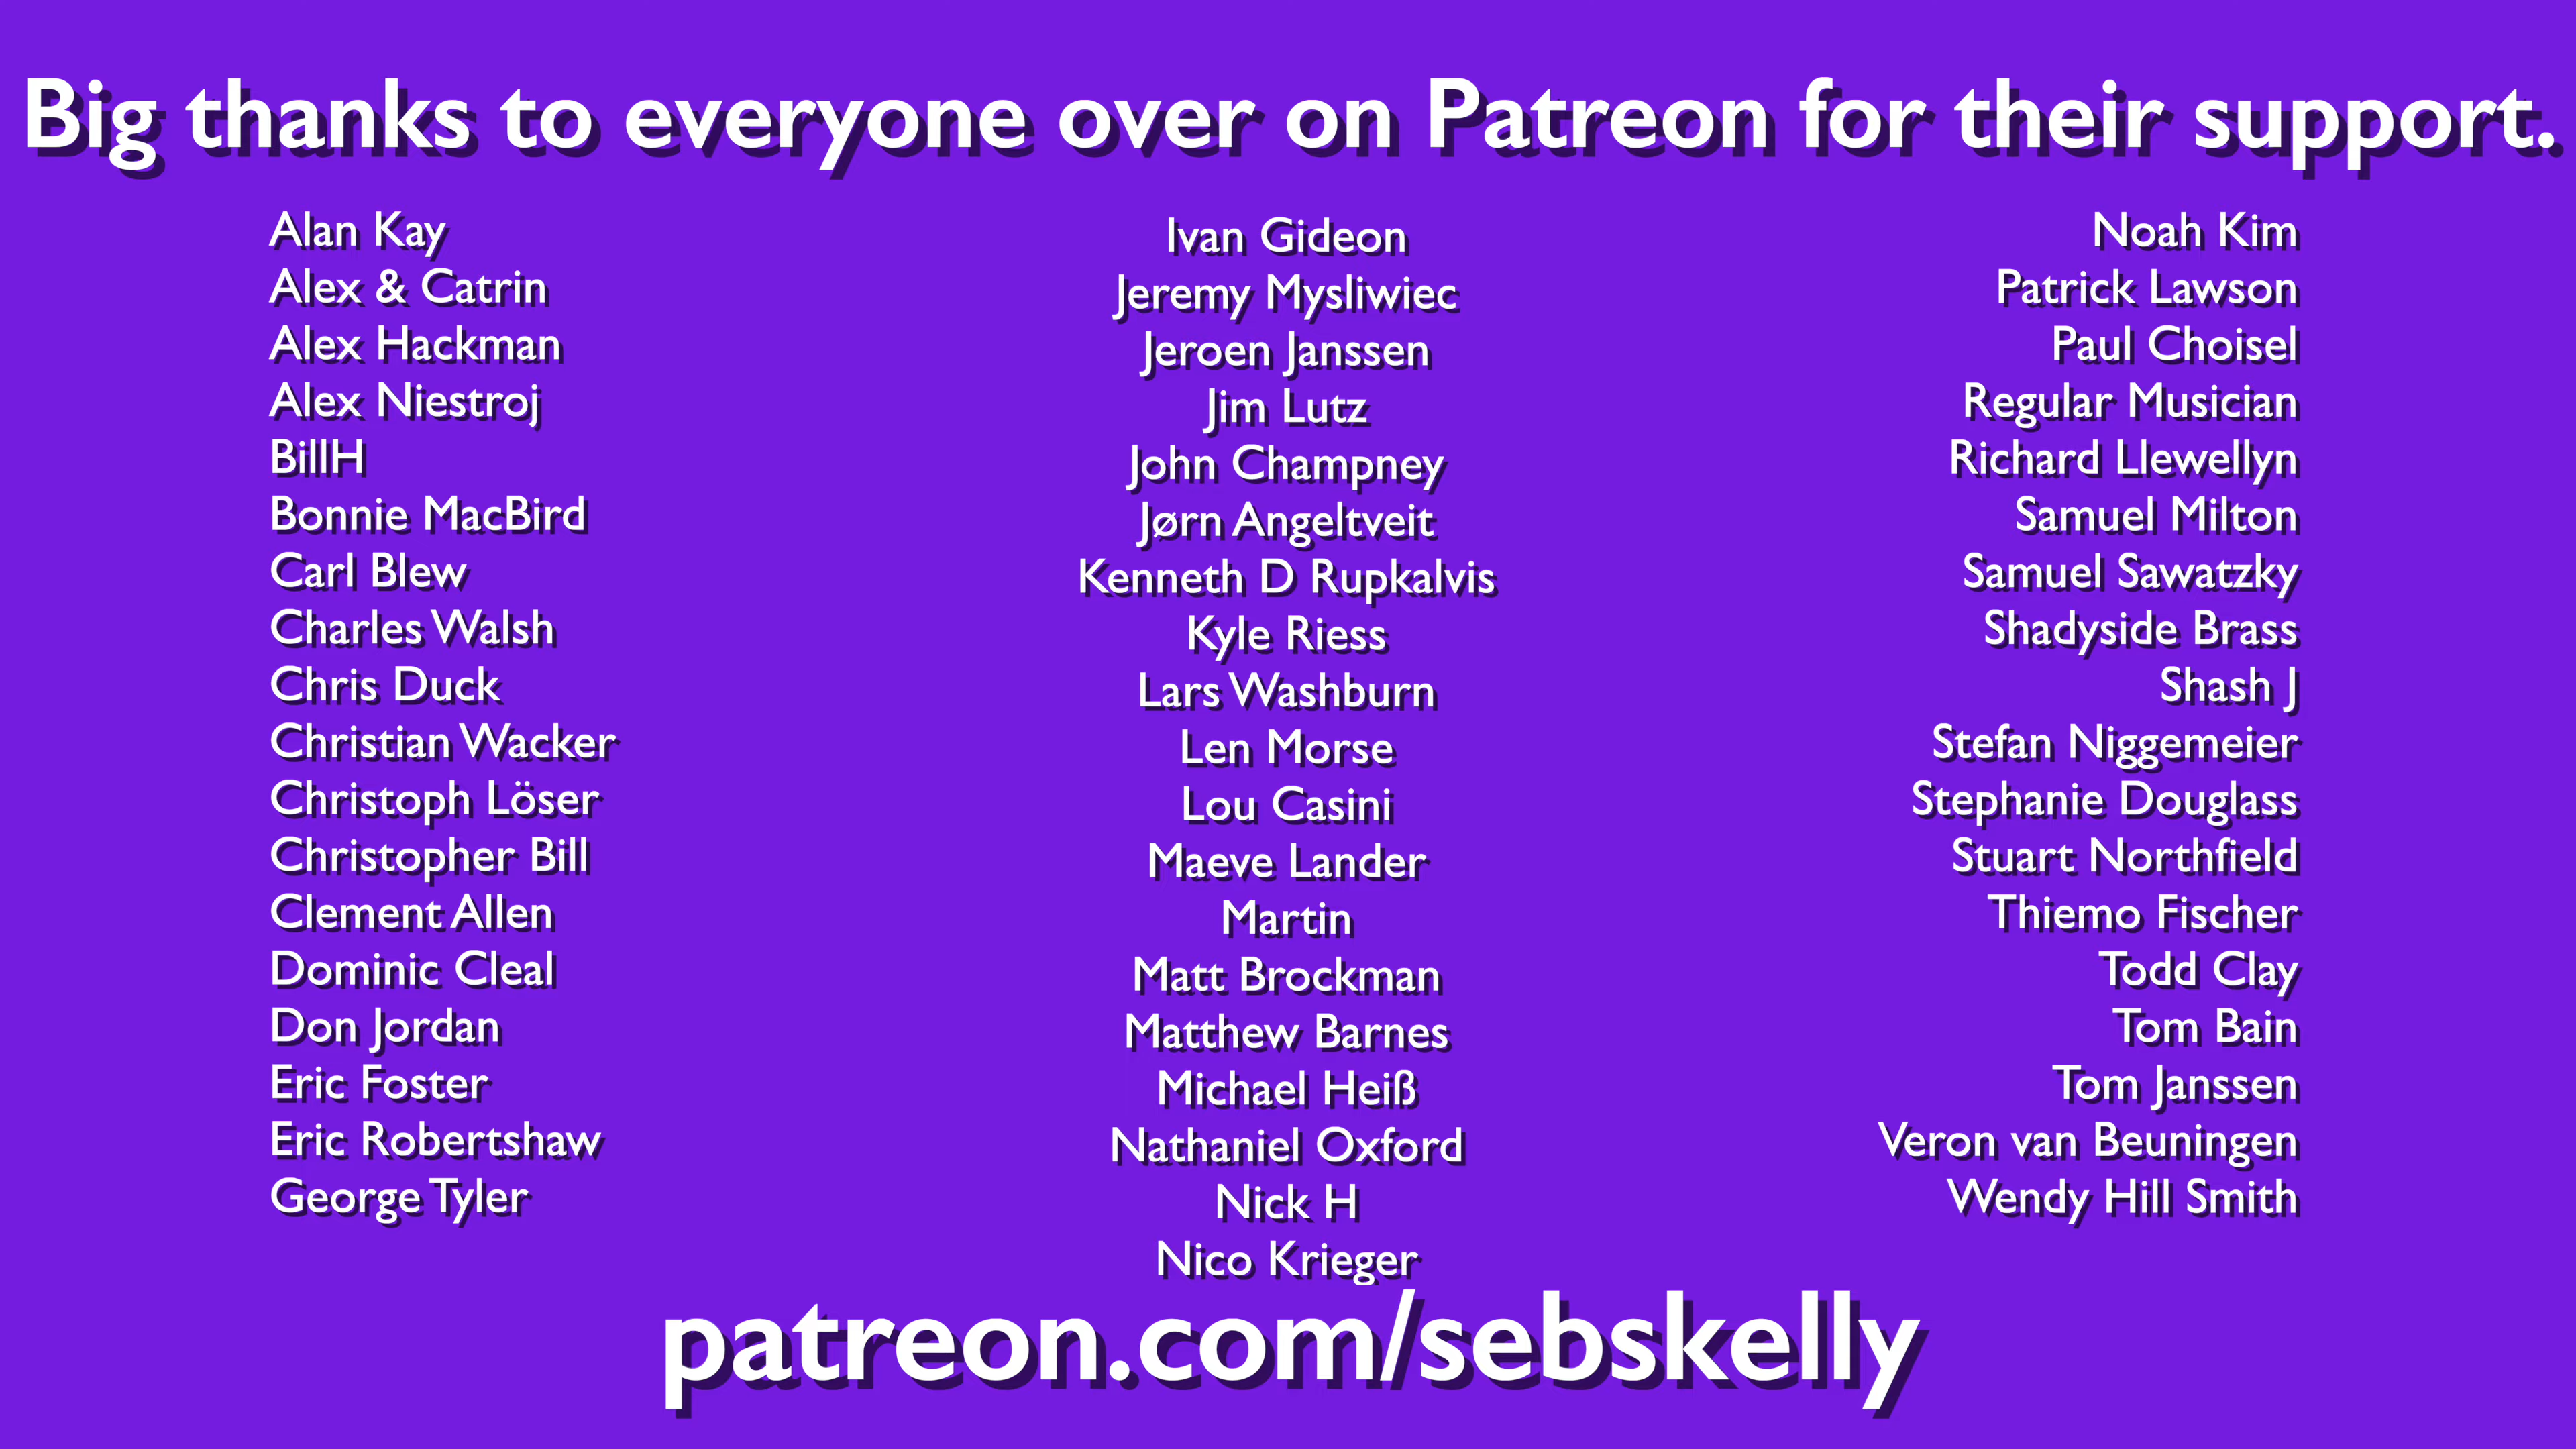 Big thanks to everyone over on Patreon for their support.
Alan Kay
Alex & Catrin
Alex Hackman
Alex Niestroj
BillH
Bonnie MacBird
Carl Blew
Charles Walsh
Chris Duck
Christian Wacker
Christoph Löser
Christopher Bill
Clement Allen
Dominic Cleal
Don Jordan
Eric Foster
Eric Robertshaw
George Tyler
Ivan Gideon
Jeremy Mysliwiec
Jeroen Janssen
Jim Lutz
John Champney
Jørn Angeltveit
Kenneth D Rupkalvis
Kyle Riess
Lars Washburn
Len Morse
Lou Casini
Maeve Lander
Martin
Matt Brockman
Matthew Barnes
Michael Heiß
Nathaniel Oxford
Nick H
Nico Krieger
Noah Kim
Patrick Lawson
Paul Choisel
Regular Musician
Richard Llewellyn
Samuel Milton
Samuel Sawatzky
Shadyside Brass
Shash J
Stefan Niggemeier
Stephanie Douglass
Stuart Northfield
Thiemo Fischer
Todd Clay
Tom Bain
Tom Janssen
Veron van Beuningen
Wendy Hill Smith
patreon.com/sebskelly